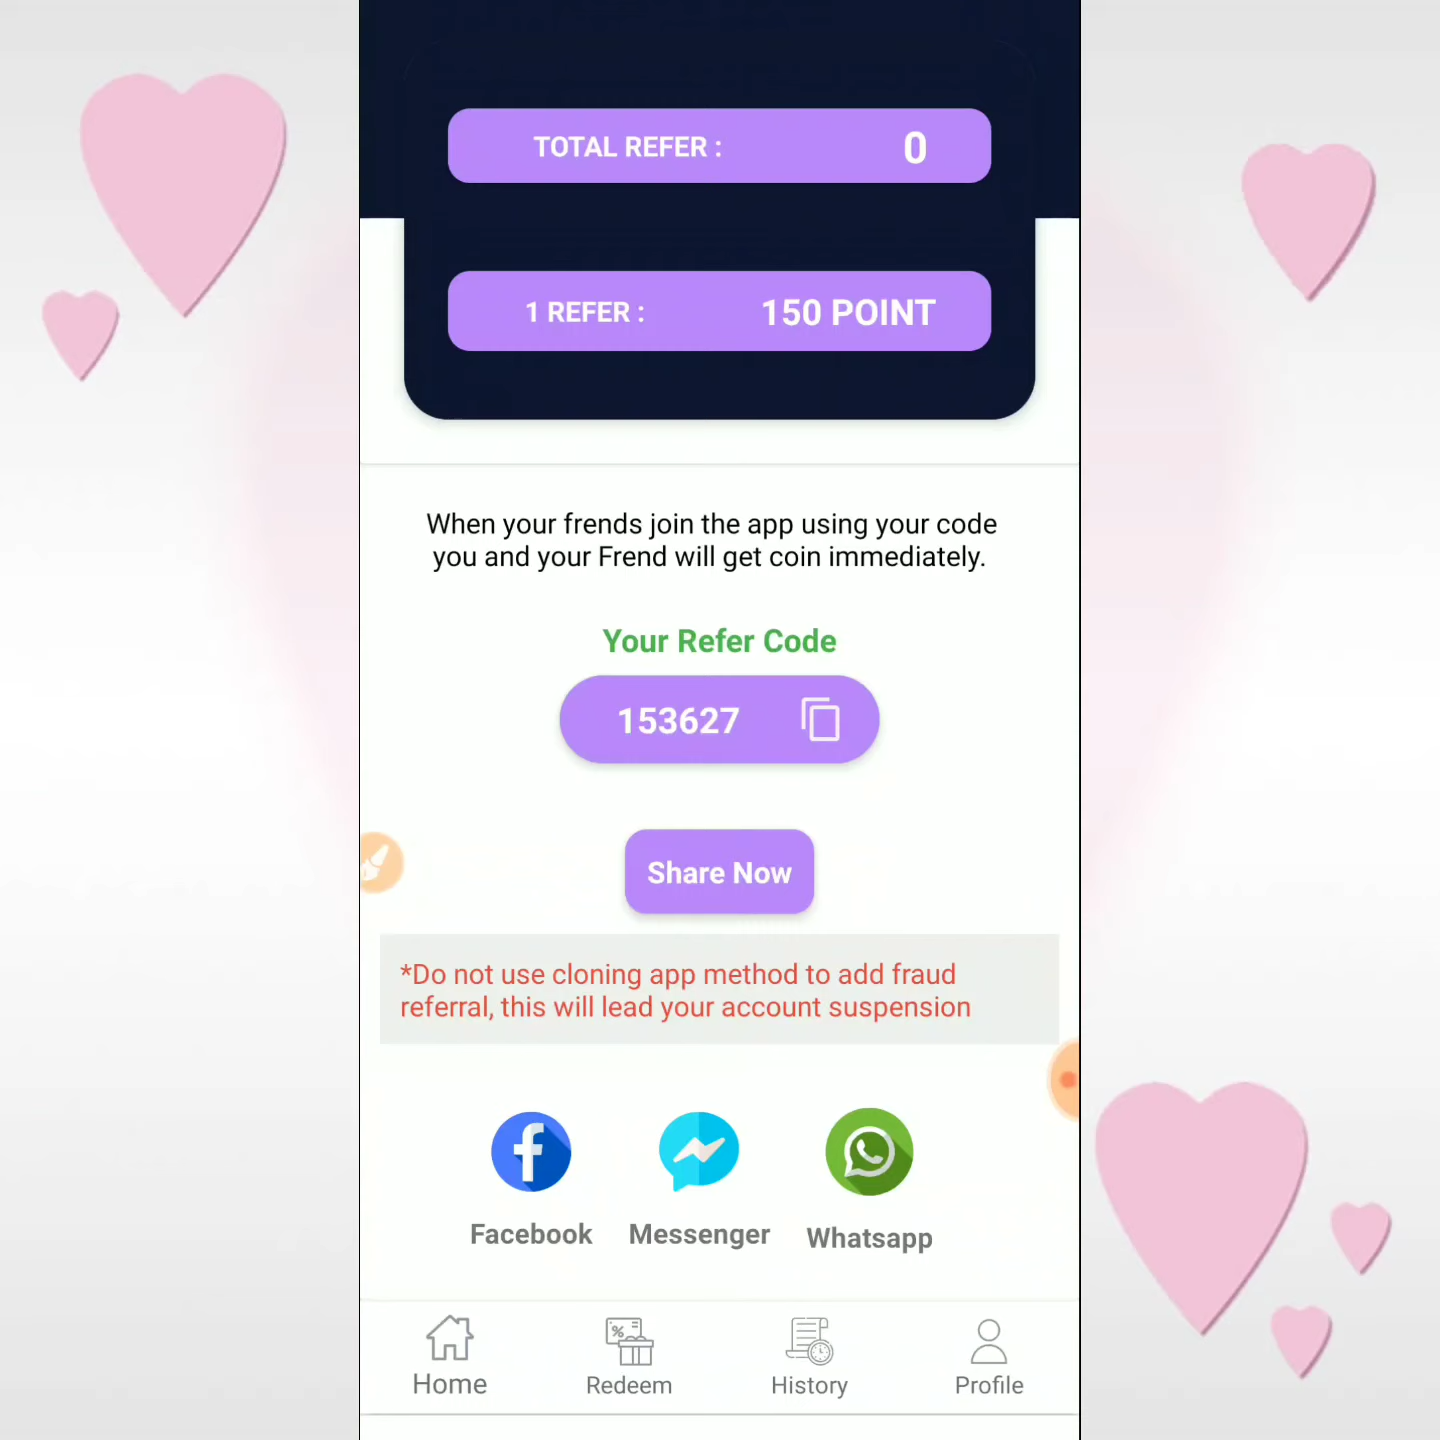 TOTAL REFER : 0
1 REFER : 150 POINT
When your frends join the app using your code
you and your Frend will get coin immediately.
Your Refer Code
153627
Share Now
*Do not use cloning app method to add fraud
referral, this will lead your account suspension
Facebook Messenger Whatsapp
Home Redeem History Profile